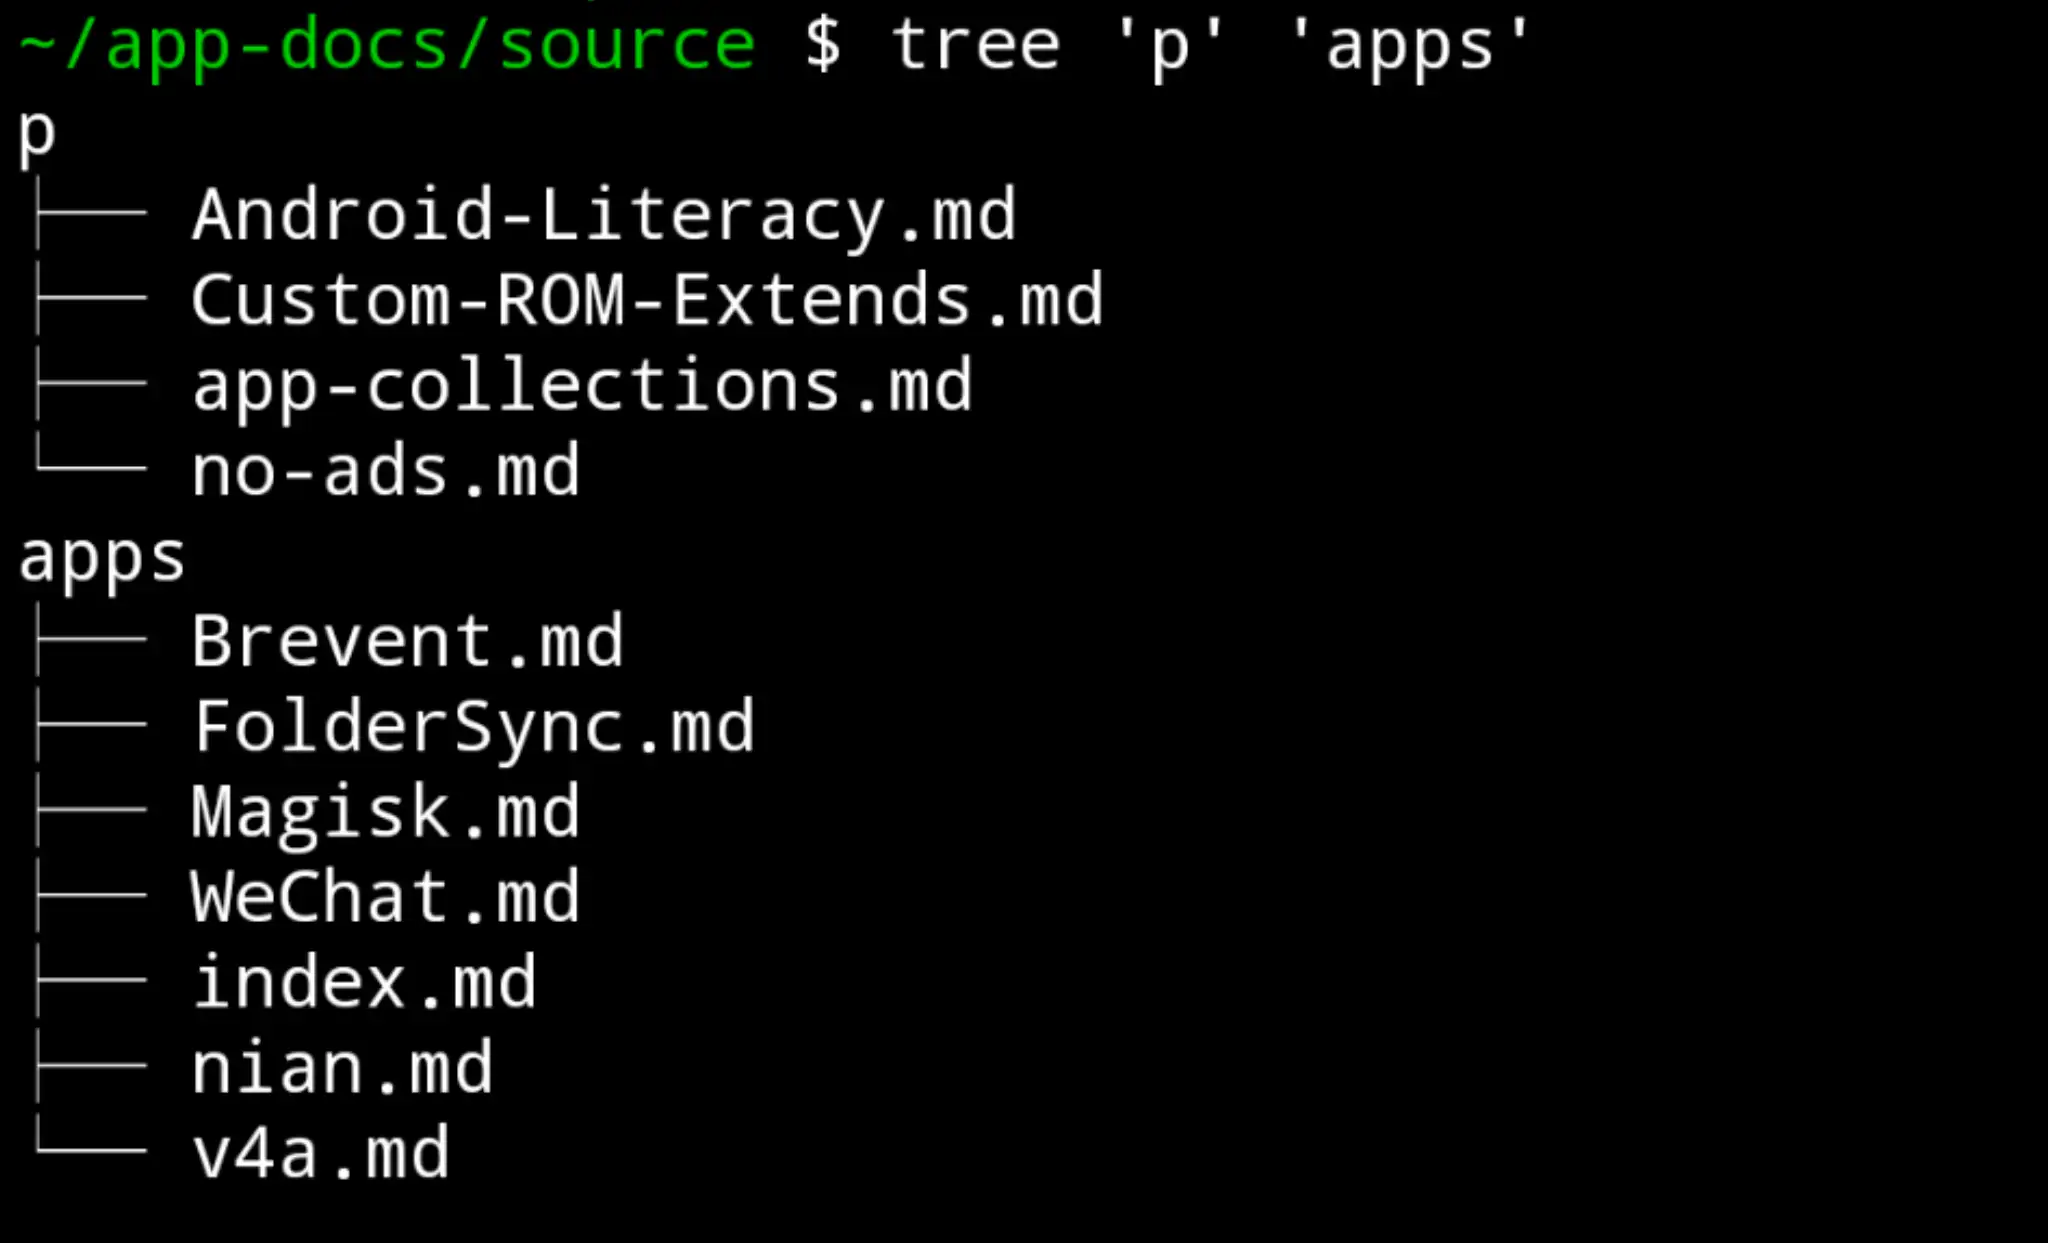 ~/app-docs/source $ tree 'p' 'apps'
p
├── Android-Literacy.md
├── Custom-ROM-Extends.md
├── app-collections.md
└── no-ads.md
apps
├── Brevent.md
├── FolderSync.md
├── Magisk.md
├── WeChat.md
├── index.md
├── nian.md
└── v4a.md